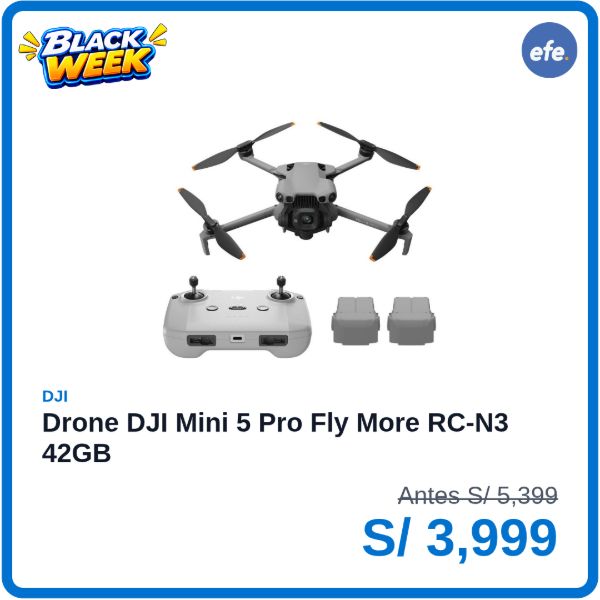 BLACK
WEEK
efe.
DJI
Drone DJI Mini 5 Pro Fly More RC-N3
42GB
Antes S/ 5,399
S/ 3,999